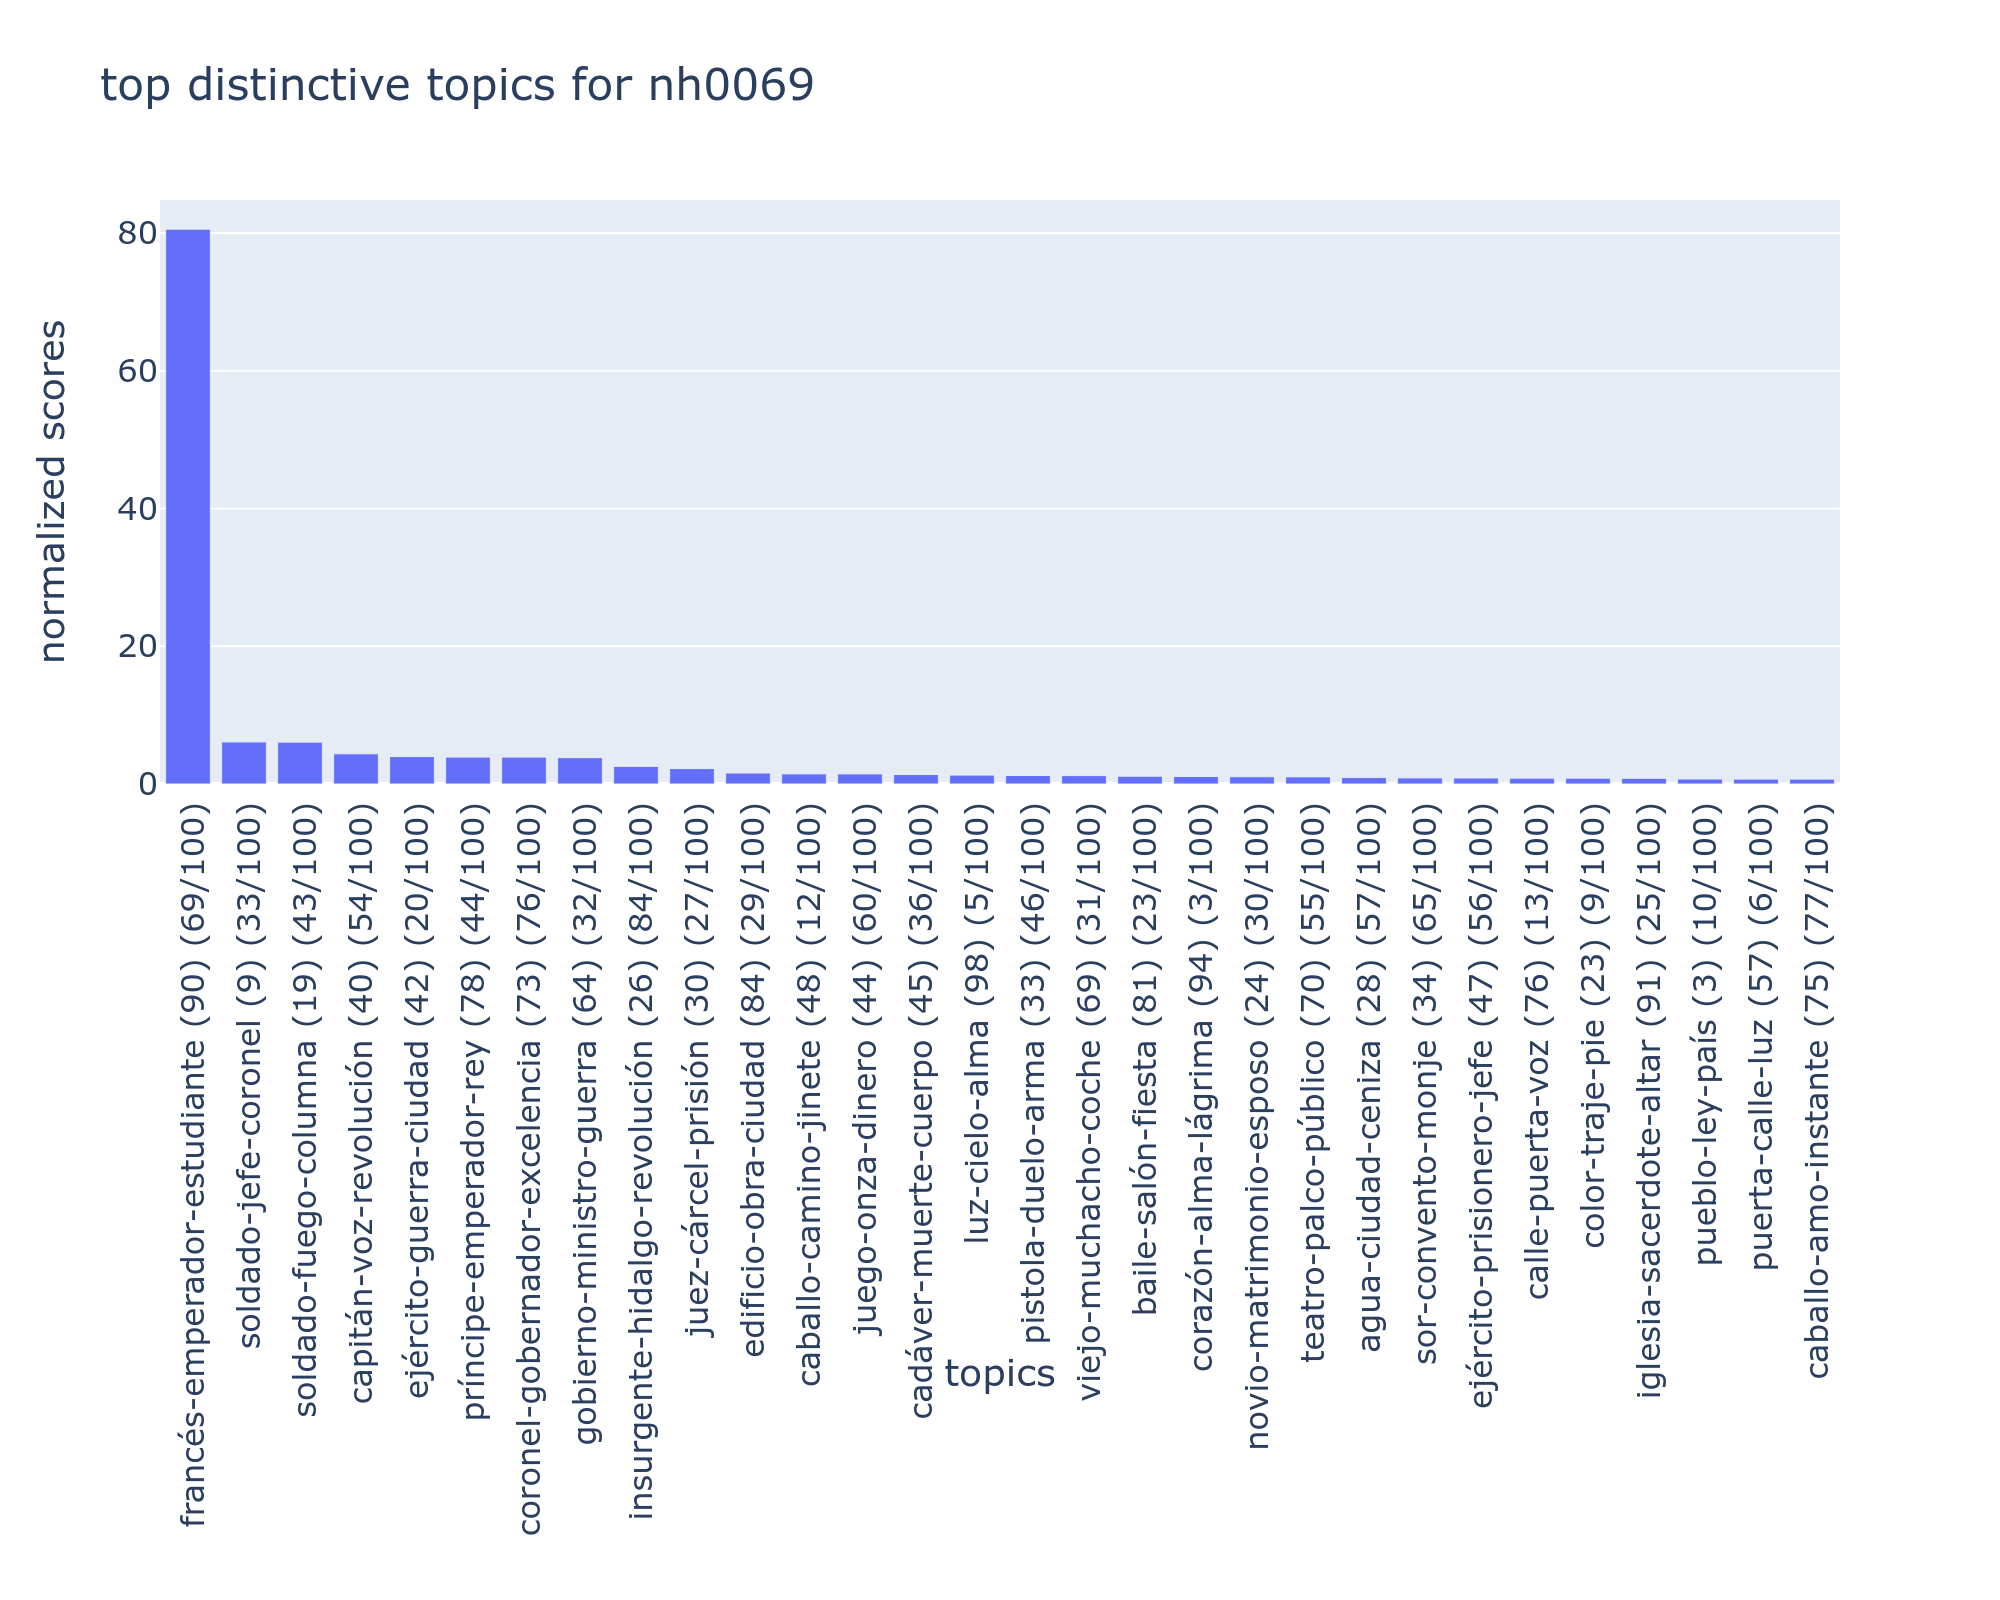 top distinctive topics for nh0069
normalized scores
80
60
40
20
0
francés-emperador-estudiante (90) (69/100)
soldado-jefe-coronel (9) (33/100)
soldado-fuego-columna (19) (43/100)
capitán-voz-revolución (40) (54/100)
ejército-guerra-ciudad (42) (20/100)
príncipe-emperador-rey (78) (44/100)
coronel-gobernador-excelencia (73) (76/100)
gobierno-ministro-guerra (64) (32/100)
insurgente-hidalgo-revolución (26) (84/100)
juez-cárcel-prisión (30) (27/100)
edificio-obra-ciudad (84) (29/100)
caballo-camino-jinete (48) (12/100)
juego-onza-dinero (44) (60/100)
cadáver-muerte-cuerpo (45) (36/100)
luz-cielo-alma (98) (5/100)
pistola-duelo-arma (33) (46/100)
viejo-muchacho-coche (69) (31/100)
baile-salón-fiesta (81) (23/100)
corazón-alma-lágrima (94) (3/100)
novio-matrimonio-esposo (24) (30/100)
teatro-palco-público (70) (55/100)
agua-ciudad-ceniza (28) (57/100)
sor-convento-monje (34) (65/100)
ejército-prisionero-jefe (47) (56/100)
calle-puerta-voz (76) (13/100)
color-traje-pie (23) (9/100)
iglesia-sacerdote-altar (91) (25/100)
pueblo-ley-país (3) (10/100)
puerta-calle-luz (57) (6/100)
caballo-amo-instante (75) (77/100)
topics